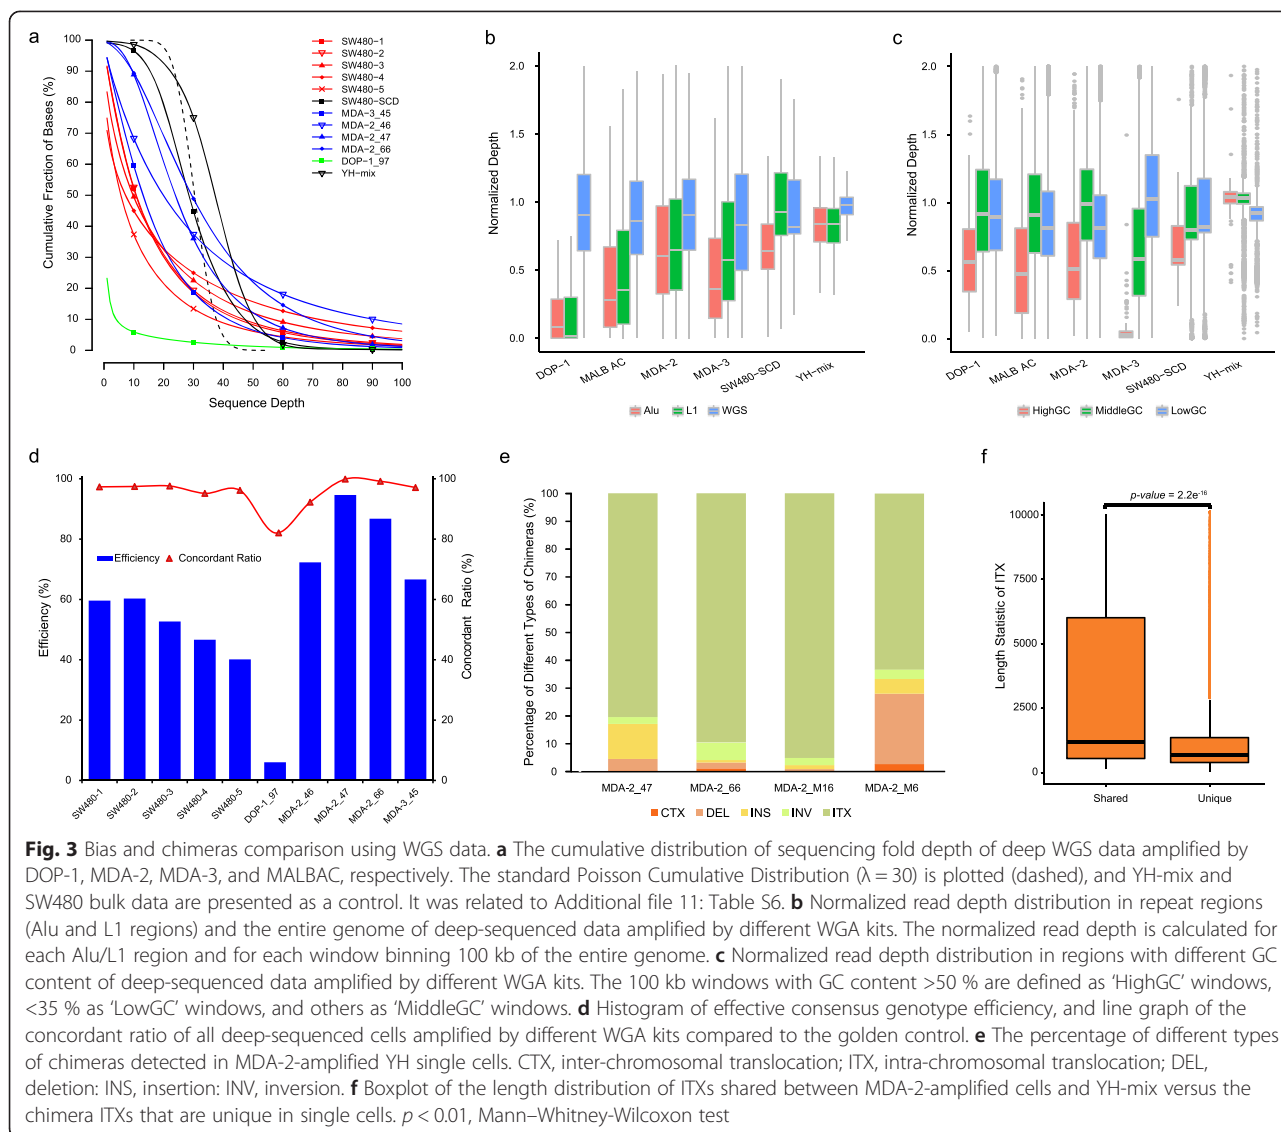 a
100
90
80
70
60
50
40
30
20
10
0
Cumulative Fraction of Bases (%)
0 10 20 30 40 50 60 70 80 90 100
Sequence Depth
SW480−1
SW480−2
SW480−3
SW480−4
SW480−5
SW480−SCD
MDA−3_45
MDA−2_46
MDA−2_47
MDA−2_66
DOP−1_97
YH−mix
b
2.0
1.5
1.0
0.5
0.0
Normalized Depth
DOP−1 MALB AC MDA−2 MDA−3 SW480−SCD YH−mix
Alu L1 WGS
c
2.0
1.5
1.0
0.5
0.0
Normalized Depth
DOP−1 MALB AC MDA−2 MDA−3 SW480−SCD YH−mix
HighGC MiddleGC LowGC
d
100
80
60
40
20
0
Efficiency (%)
Efficiency Concordant Ratio
100
80
60
40
20
0
Concordant Ratio (%)
SW480-1 SW480-2 SW480-3 SW480-4 SW480-5 DOP-1_97 MDA-2_46 MDA-2_47 MDA-2_66 MDA-3_45
e
100
90
80
70
60
50
40
30
20
10
0
Percentage of Different Types of Chimeras (%)
MDA-2_47 MDA-2_66 MDA-2_M16 MDA-2_M6
CTX DEL INS INV ITX
f
p-value = 2.2e-16
10000
7500
5000
2500
0
Length Statistic of ITX
Shared Unique
Fig. 3 Bias and chimeras comparison using WGS data. a The cumulative distribution of sequencing fold depth of deep WGS data amplified by
DOP-1, MDA-2, MDA-3, and MALBAC, respectively. The standard Poisson Cumulative Distribution (λ = 30) is plotted (dashed), and YH-mix and
SW480 bulk data are presented as a control. It was related to Additional file 11: Table S6. b Normalized read depth distribution in repeat regions
(Alu and L1 regions) and the entire genome of deep-sequenced data amplified by different WGA kits. The normalized read depth is calculated for
each Alu/L1 region and for each window binning 100 kb of the entire genome. c Normalized read depth distribution in regions with different GC
content of deep-sequenced data amplified by different WGA kits. The 100 kb windows with GC content >50 % are defined as ‘HighGC’ windows,
<35 % as ‘LowGC’ windows, and others as ‘MiddleGC’ windows. d Histogram of effective consensus genotype efficiency, and line graph of the
concordant ratio of all deep-sequenced cells amplified by different WGA kits compared to the golden control. e The percentage of different types
of chimeras detected in MDA-2-amplified YH single cells. CTX, inter-chromosomal translocation; ITX, intra-chromosomal translocation; DEL,
deletion: INS, insertion: INV, inversion. f Boxplot of the length distribution of ITXs shared between MDA-2-amplified cells and YH-mix versus the
chimera ITXs that are unique in single cells. p < 0.01, Mann–Whitney-Wilcoxon test